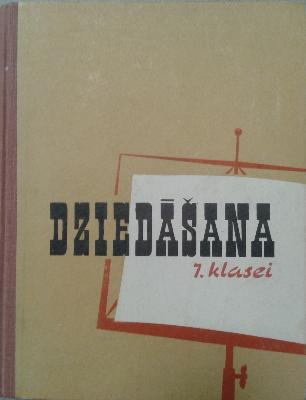 DZIEDĀŠANA
7. klasei